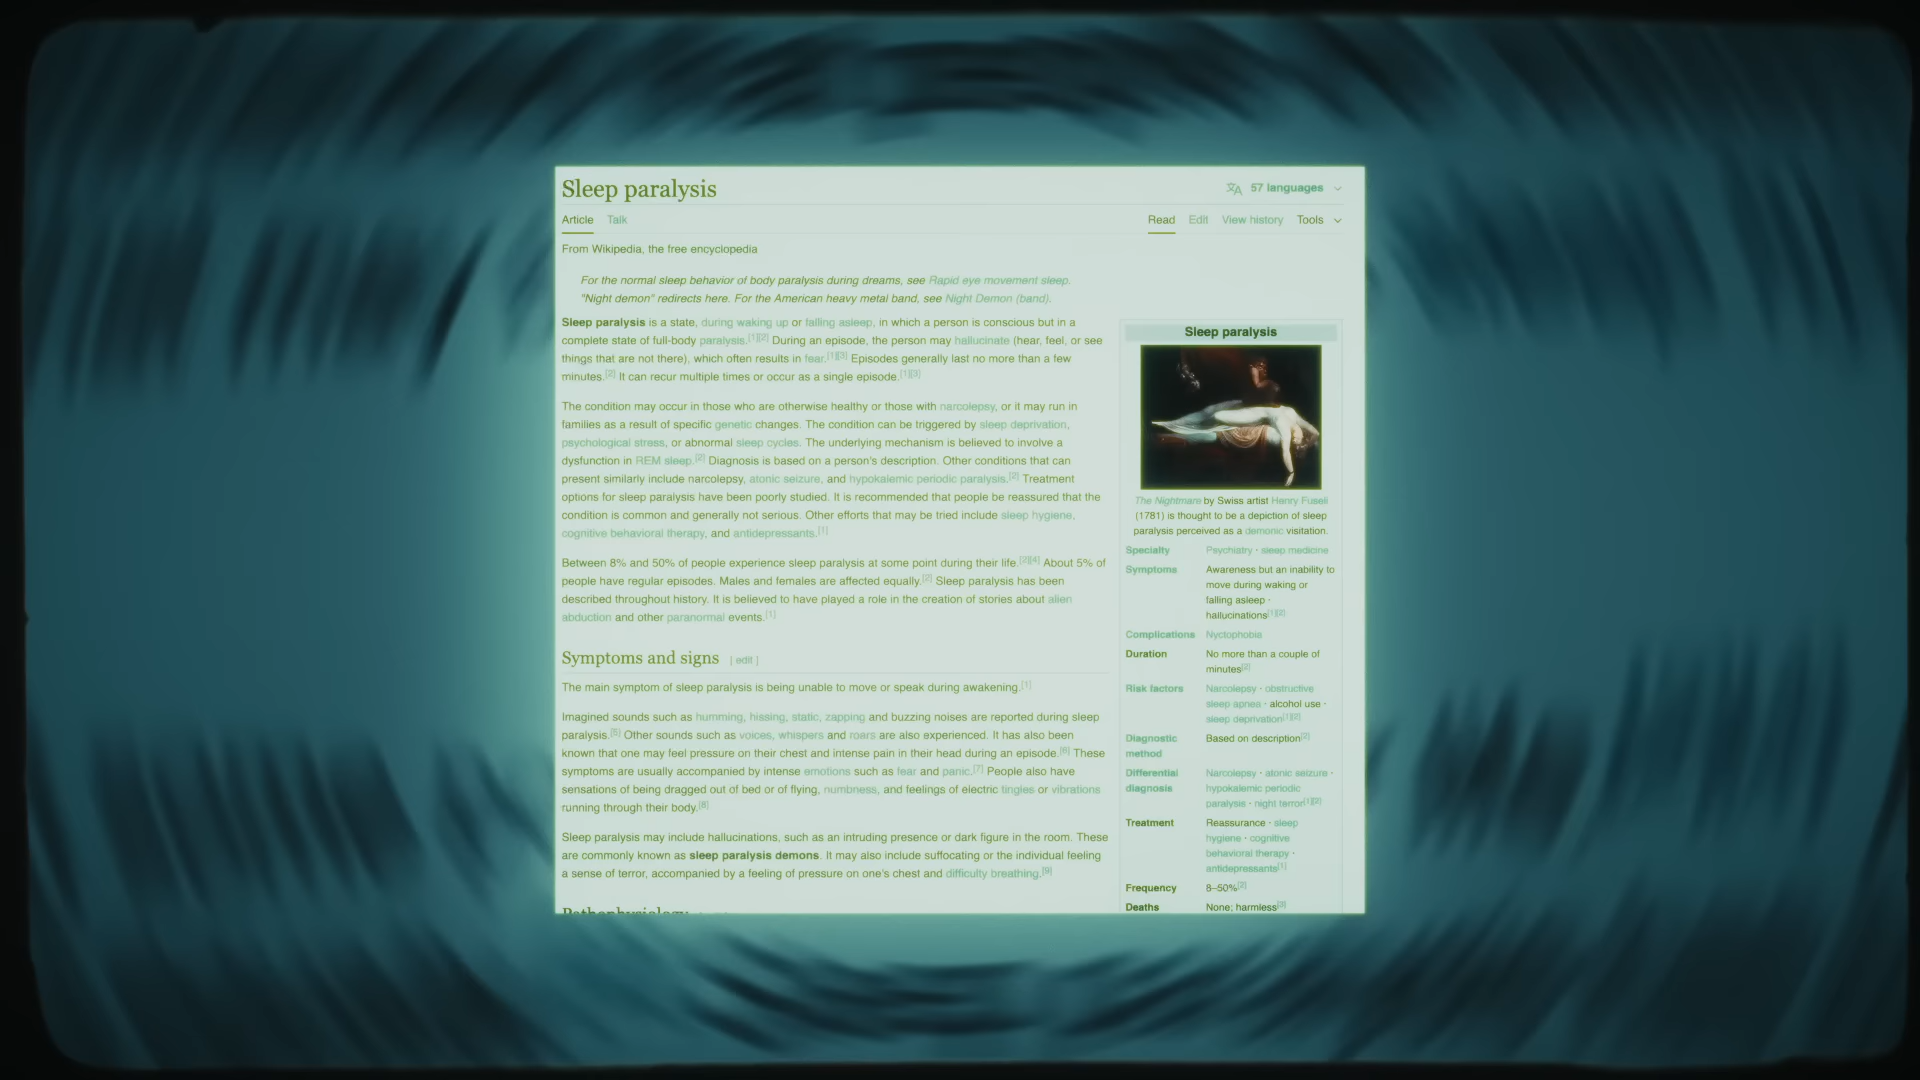 Sleep paralysis
57 languages
Article Talk
Read Edit View history Tools
From Wikipedia, the free encyclopedia
For the normal sleep behavior of body paralysis during dreams, see Rapid eye movement sleep.
"Night demon" redirects here. For the American heavy metal band, see Night Demon (band).
Sleep paralysis is a state, during waking up or falling asleep, in which a person is conscious but in a
complete state of full-body paralysis.[1][2] During an episode, the person may hallucinate (hear, feel, or see
things that are not there), which often results in fear.[1][3] Episodes generally last no more than a few
minutes.[2] It can recur multiple times or occur as a single episode.[1][3]
The condition may occur in those who are otherwise healthy or those with narcolepsy, or it may run in
families as a result of specific genetic changes. The condition can be triggered by sleep deprivation,
psychological stress, or abnormal sleep cycles. The underlying mechanism is believed to involve a
dysfunction in REM sleep.[2] Diagnosis is based on a person's description. Other conditions that can
present similarly include narcolepsy, atonic seizure, and hypokalemic periodic paralysis.[2] Treatment
options for sleep paralysis have been poorly studied. It is recommended that people be reassured that the
condition is common and generally not serious. Other efforts that may be tried include sleep hygiene,
cognitive behavioral therapy, and antidepressants.[1]
Between 8% and 50% of people experience sleep paralysis at some point during their life.[2][4] About 5% of
people have regular episodes. Males and females are affected equally.[2] Sleep paralysis has been
described throughout history. It is believed to have played a role in the creation of stories about alien
abduction and other paranormal events.[1]
Symptoms and signs [ edit ]
The main symptom of sleep paralysis is being unable to move or speak during awakening.[1]
Imagined sounds such as humming, hissing, static, zapping and buzzing noises are reported during sleep
paralysis.[5] Other sounds such as voices, whispers and roars are also experienced. It has also been
known that one may feel pressure on their chest and intense pain in their head during an episode.[6] These
symptoms are usually accompanied by intense emotions such as fear and panic.[7] People also have
sensations of being dragged out of bed or of flying, numbness, and feelings of electric tingles or vibrations
running through their body.[8]
Sleep paralysis may include hallucinations, such as an intruding presence or dark figure in the room. These
are commonly known as sleep paralysis demons. It may also include suffocating or the individual feeling
a sense of terror, accompanied by a feeling of pressure on one's chest and difficulty breathing.[9]
Pathophysiology
Sleep paralysis
The Nightmare by Swiss artist Henry Fuseli
(1781) is thought to be a depiction of sleep
paralysis perceived as a demonic visitation.
Specialty Psychiatry · sleep medicine
Symptoms Awareness but an inability to
move during waking or
falling asleep ·
hallucinations[1][2]
Complications Nyctophobia
Duration No more than a couple of
minutes[2]
Risk factors Narcolepsy · obstructive
sleep apnea · alcohol use ·
sleep deprivation[1][2]
Diagnostic Based on description[2]
method
Differential Narcolepsy · atonic seizure ·
diagnosis hypokalemic periodic
paralysis · night terror[1][2]
Treatment Reassurance · sleep
hygiene · cognitive
behavioral therapy ·
antidepressants[1]
Frequency 8–50%[2]
Deaths None; harmless[3]